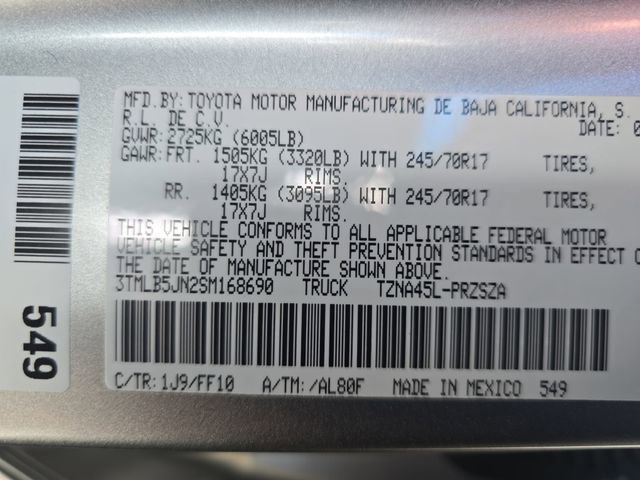 MFD.BY: TOYOTA MOTOR MANUFACTURING DE BAJA CALIFORNIA, S.
R.L. DE C.V. DATE: 0
GVWR: 2725KG (6005LB)
GAWR: FRT. 1505KG (3320LB) WITH 245/70R17 TIRES,
17X7J RIMS.
RR. 1405KG (3095LB) WITH 245/70R17 TIRES,
17X7J RIMS.
THIS VEHICLE CONFORMS TO ALL APPLICABLE FEDERAL MOTOR
VEHICLE SAFETY AND THEFT PREVENTION STANDARDS IN EFFECT O
THE DATE OF MANUFACTURE SHOWN ABOVE.
3TMLB5JN2SM168690 TRUCK TZNA45L-PRZSZA
C/TR: 1J9/FF10 A/TM: /AL80F MADE IN MEXICO 549
549